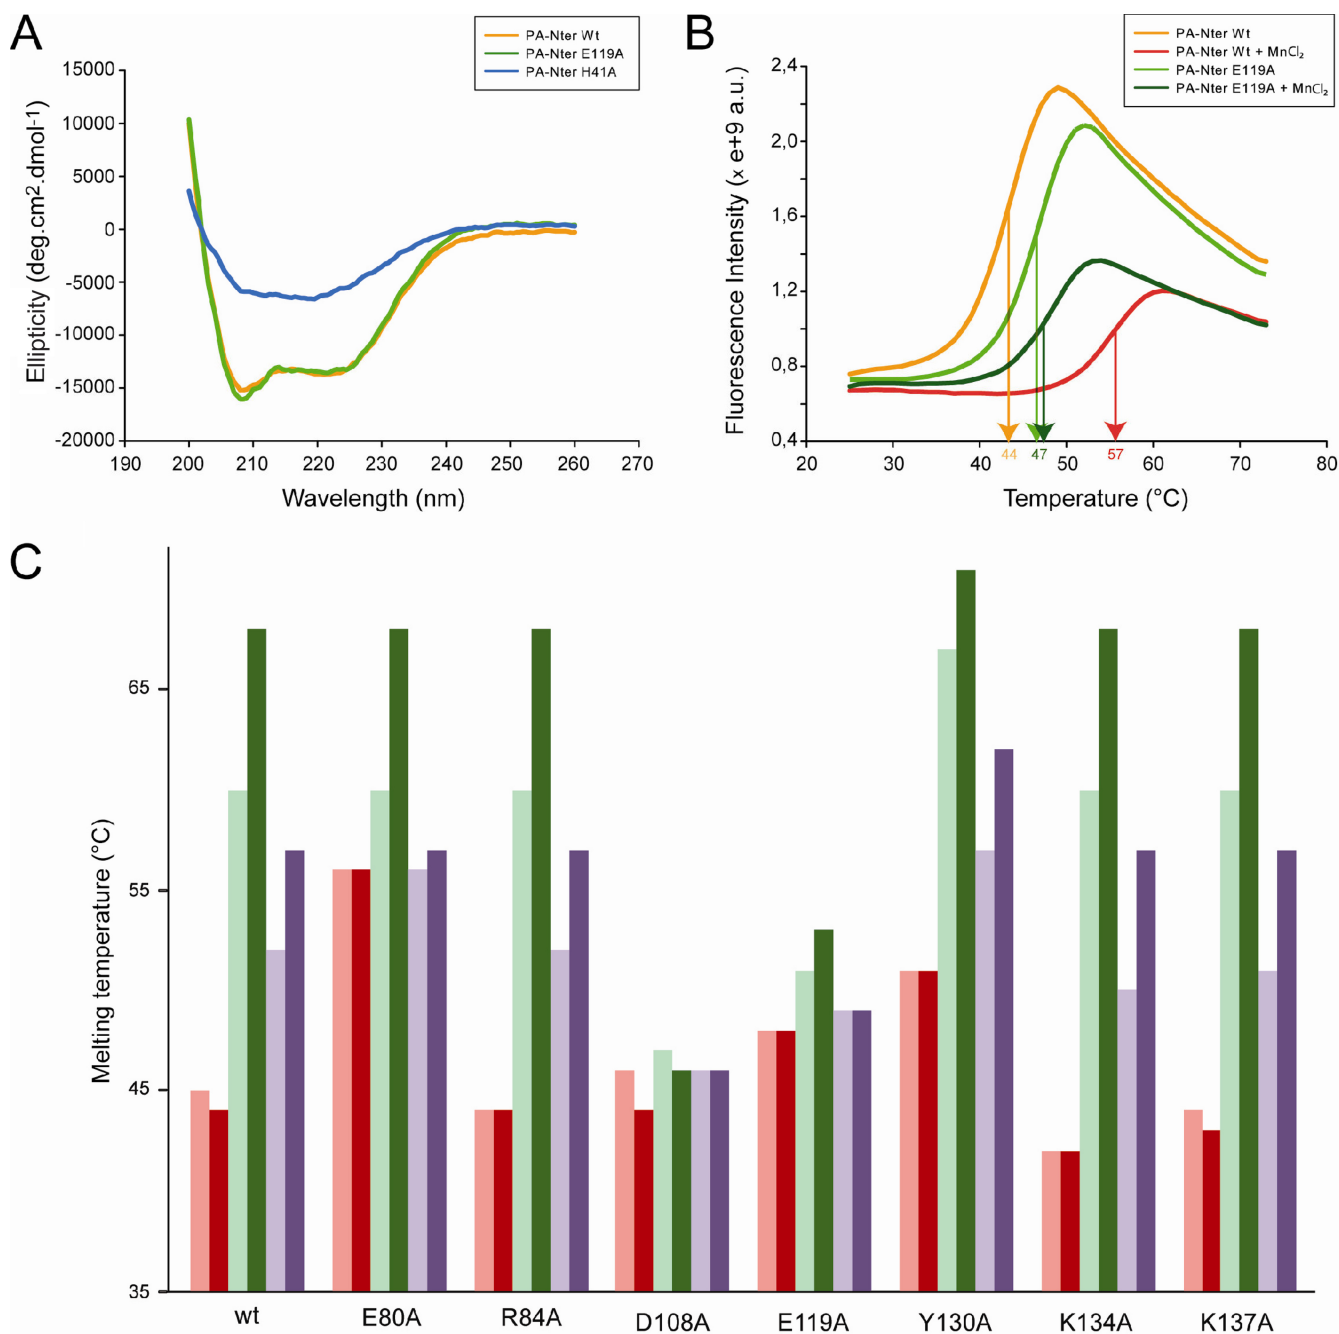 A
PA-Nter Wt
PA-Nter E119A
PA-Nter H41A
15000
10000
5000
0
-5000
-10000
-15000
-20000
190 200 210 220 230 240 250 260 270
Ellipticity (deg.cm2.dmol-1)
Wavelength (nm)
B
PA-Nter Wt
PA-Nter Wt + MnCl₂
PA-Nter E119A
PA-Nter E119A + MnCl₂
2,4
2,0
1,6
1,2
0,8
0,4
44 47 57
20 30 40 50 60 70 80
Fluorescence Intensity (x e+9 a.u.)
Temperature (°C)
C
65
55
45
35
Melting temperature (°C)
wt E80A R84A D108A E119A Y130A K134A K137A